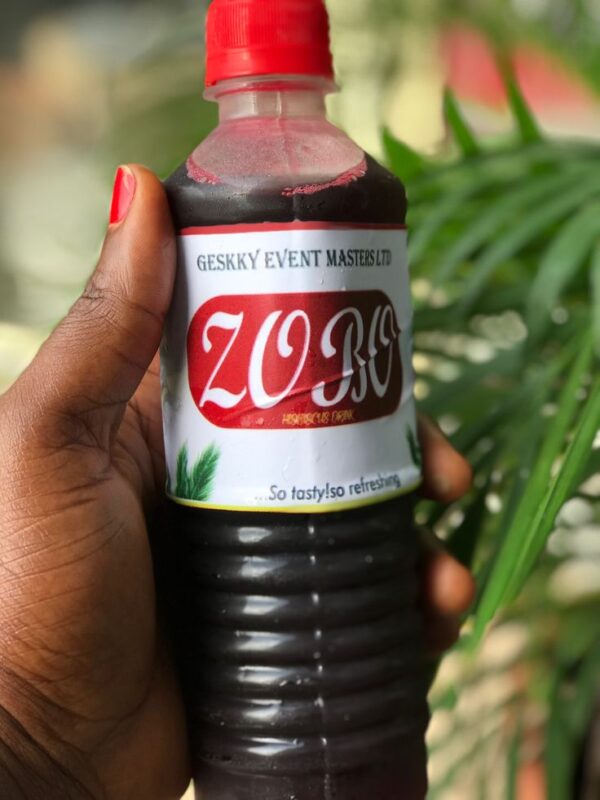 GESKKY EVENT MASTERS LTD
ZOBO
HIBISCUS DRINK
...So tasty!so refreshing